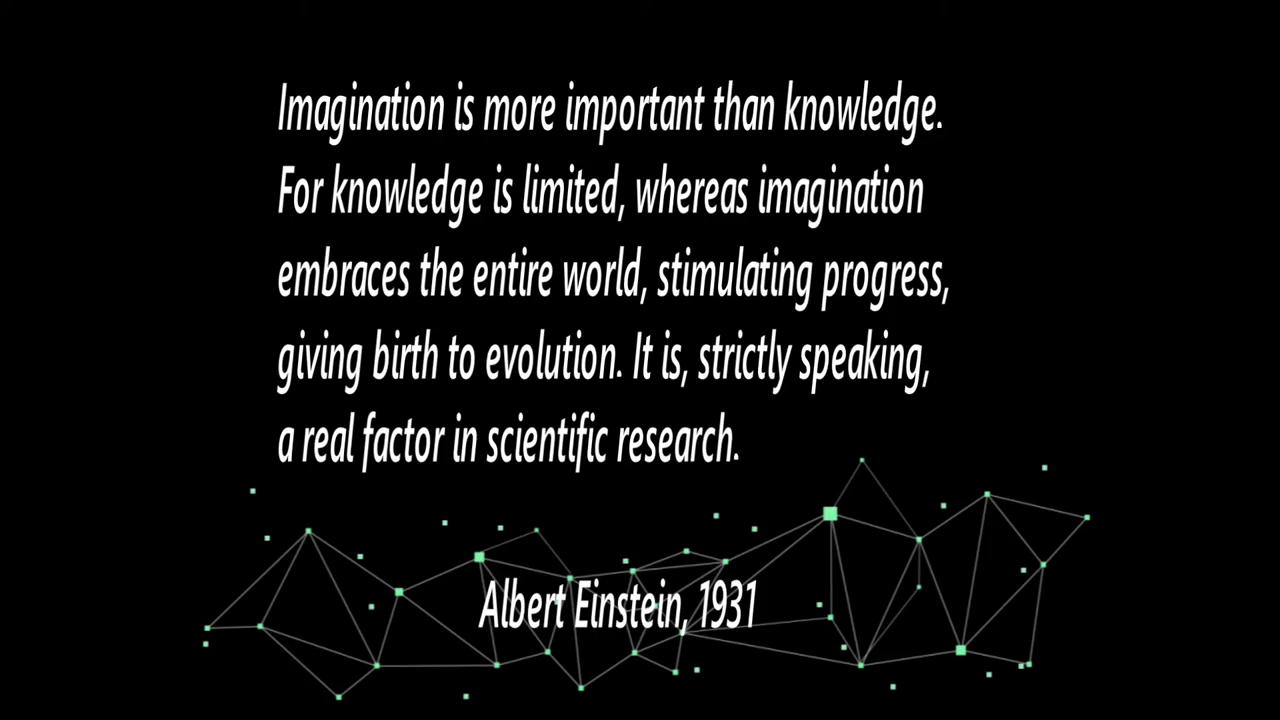 Imagination is more important than knowledge.
For knowledge is limited, whereas imagination
embraces the entire world, stimulating progress,
giving birth to evolution. It is, strictly speaking,
a real factor in scientific research.
Albert Einstein, 1931